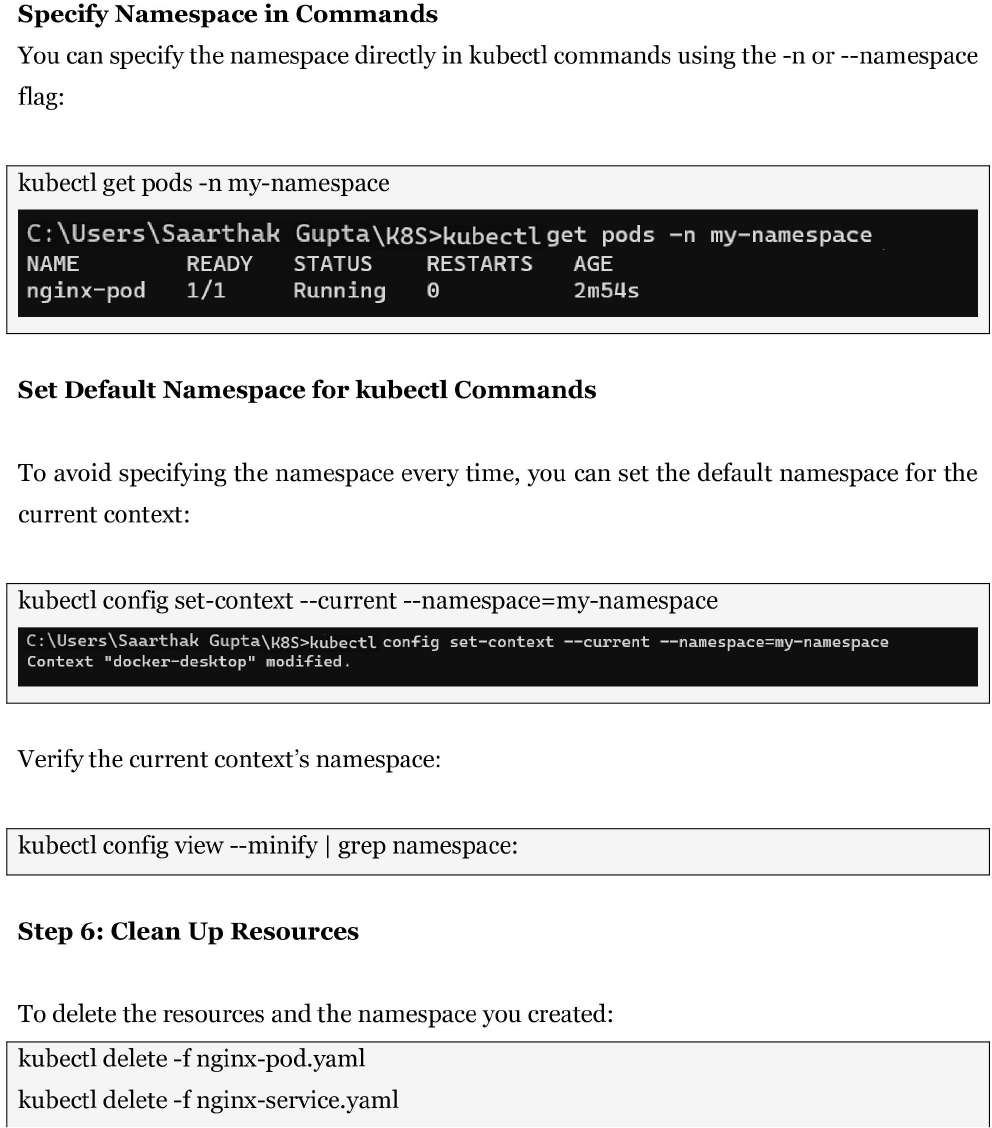 Specify Namespace in Commands
You can specify the namespace directly in kubectl commands using the -n or --namespace
flag:
kubectl get pods -n my-namespace
C:\Users\Saarthak Gupta\K8S>kubectl get pods -n my-namespace
NAME READY STATUS RESTARTS AGE
nginx-pod 1/1 Running 0 2m54s
Set Default Namespace for kubectl Commands
To avoid specifying the namespace every time, you can set the default namespace for the
current context:
kubectl config set-context --current --namespace=my-namespace
C:\Users\Saarthak Gupta\K8S>kubectl config set-context --current --namespace=my-namespace
Context "docker-desktop" modified.
Verify the current context’s namespace:
kubectl config view --minify | grep namespace:
Step 6: Clean Up Resources
To delete the resources and the namespace you created:
kubectl delete -f nginx-pod.yaml
kubectl delete -f nginx-service.yaml